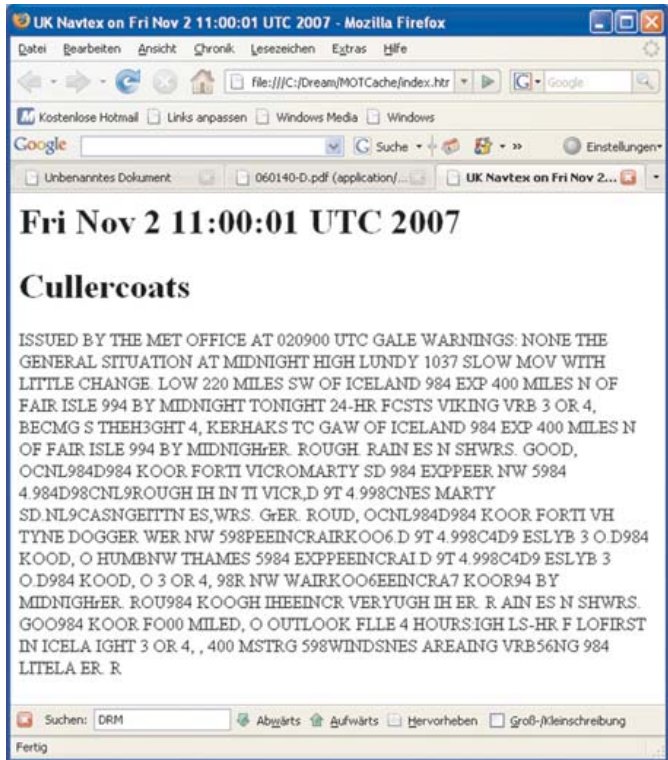 UK Navtex on Fri Nov 2 11:00:01 UTC 2007 - Mozilla Firefox
Datei Bearbeiten Ansicht Chronik Lesezeichen Extras Hilfe
file:///C:/Dream/MOTCache/index.htr Google
Kostenlose Hotmail Links anpassen Windows Media Windows
Google Suche Einstellungen
Unbenanntes Dokument 060140-D.pdf (application/... UK Navtex on Fri Nov 2...
Fri Nov 2 11:00:01 UTC 2007
Cullercoats
ISSUED BY THE MET OFFICE AT 020900 UTC GALE WARNINGS: NONE THE
GENERAL SITUATION AT MIDNIGHT HIGH LUNDY 1037 SLOW MOV WITH
LITTLE CHANGE. LOW 220 MILES SW OF ICELAND 984 EXP 400 MILES N OF
FAIR ISLE 994 BY MIDNIGHT TONIGHT 24-HR FCSTS VIKING VRB 3 OR 4,
BECMG S THEH3GHT 4, KERHAKS TC GAW OF ICELAND 984 EXP 400 MILES N
OF FAIR ISLE 994 BY MIDNIGHrER. ROUGH. RAIN ES N SHWRS. GOOD,
OCNL984D984 KOOR FORTI VICROMARTY SD 984 EXPPEER NW 5984
4.984D98CNL9ROUGH IH IN TI VICR,D 9T 4.998CNES MARTY
SD.NL9CASNGEITTN ES,WRS. GrER. ROUD, OCNL984D984 KOOR FORTI VH
TYNE DOGGER WER NW 598PEEINCRAIRKOO6.D 9T 4.998C4D9 ESLYB 3 O.D984
KOOD, O HUMBNW THAMES 5984 EXPPEEINCRAI.D 9T 4.998C4D9 ESLYB 3
O.D984 KOOD, O 3 OR 4, 98R NW WAIRKOO6EEINCRA7 KOOR94 BY
MIDNIGHrER. ROU984 KOOGH IHEEINCR VERYUGH IH ER. R AIN ES N SHWRS.
GOO984 KOOR FO00 MILED, O OUTLOOK FLLE 4 HOURS:IGH LS-HR F LOFIRST
IN ICELA IGHT 3 OR 4, , 400 MSTRG 598WINDSNES AREAING VRB56NG 984
LITELA ER. R
Suchen: DRM Abwärts Aufwärts Hervorheben Groß-/Kleinschreibung
Fertig